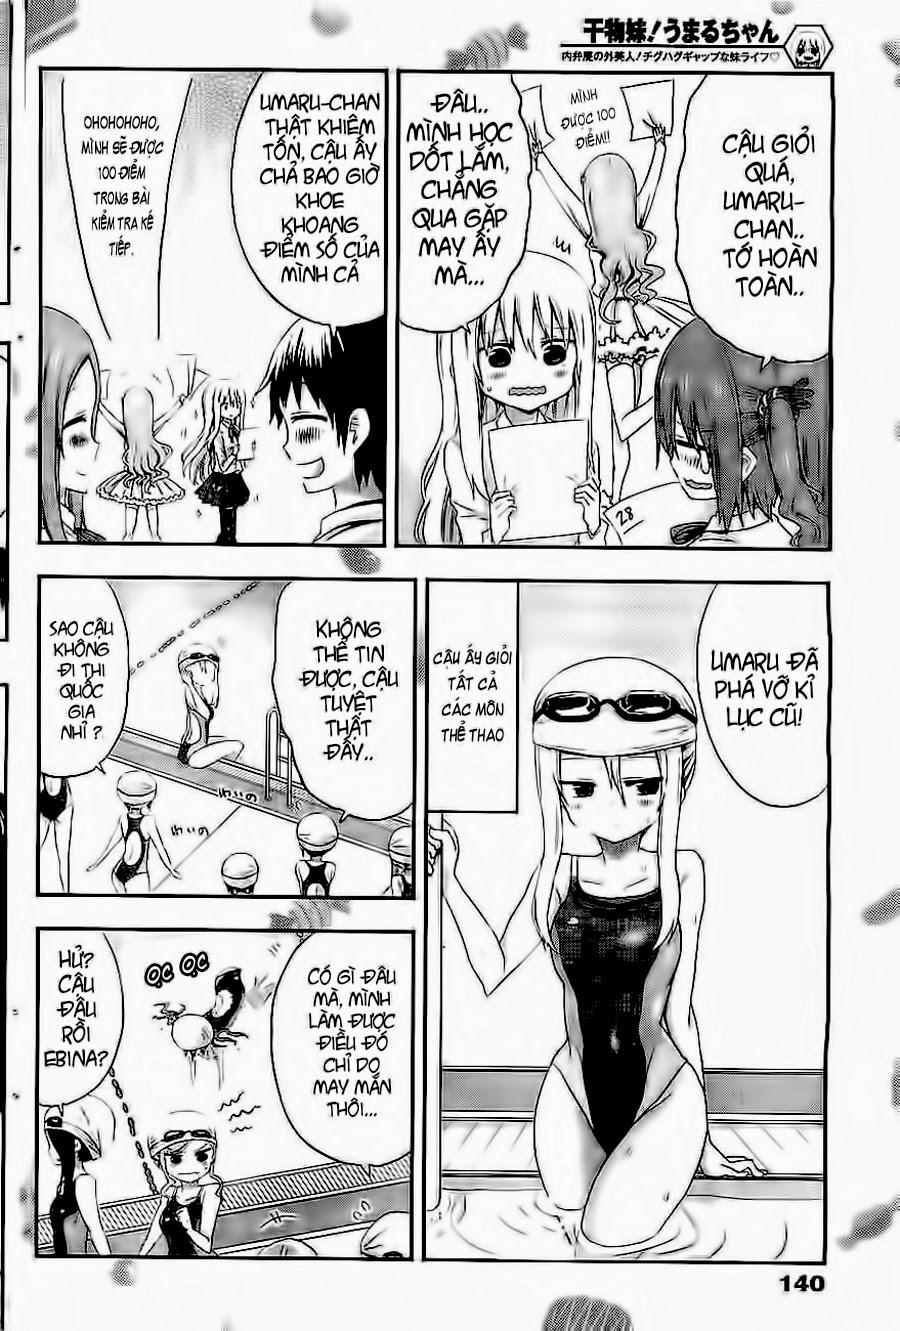 干物妹!うまるちゃん
内弁慶の外美人!チグハグギャップな妹ライフ♡
CẬU GIỎI
QUÁ,
UMARU-
CHAN..
TỚ HOÀN
TOÀN..
MÌNH
ĐƯỢC 100
ĐIỂM!!
ĐÂU..
MÌNH HỌC
DỐT LẮM,
CHẲNG
QUA GẶP
MAY ẤY
MÀ...
28
UMARU-CHAN
THẬT KHIÊM
TỐN, CẬU ẤY
CHẢ BAO GIỜ
KHOE
KHOANG
ĐIỂM SỐ CỦA
MÌNH CẢ
OHOHOHOHO,
MÌNH SẼ ĐƯỢC
100 ĐIỂM
TRONG BÀI
KIỂM TRA KẾ
TIẾP.
UMARU ĐÃ
PHÁ VỠ KỈ
LỤC CŨ!
CẬU ẤY GIỎI
TẤT CẢ
CÁC MÔN
THỂ THAO
KHÔNG
THỂ TIN
ĐƯỢC, CẬU
TUYỆT
THẬT
ĐẤY..
SAO CẬU
KHÔNG
ĐI THI
QUỐC
GIA
NHỈ ?
わいの
わいの
CÓ GÌ ĐÂU
MÀ, MÌNH
LÀM ĐƯỢC
ĐIỀU ĐÓ
CHỈ DO
MAY MẮN
THÔI...
ỌC ỌC
HỬ?
CẬU
ĐÂU
RỒI
EBINA?
140